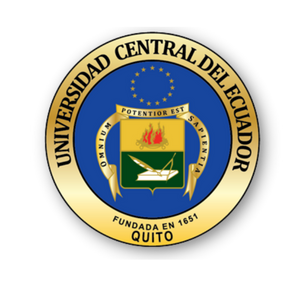 UNIVERSIDAD CENTRAL DEL ECUADOR
OMNIUM POTENTIOR EST SAPIENTIA
FUNDADA EN 1651
QUITO